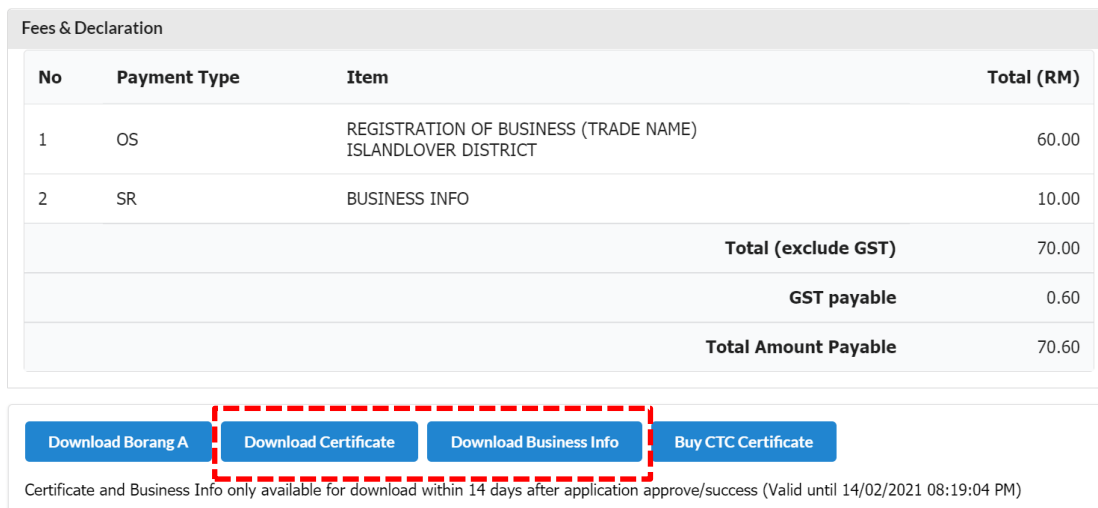 Fees & Declaration
No Payment Type Item Total (RM)
1 OS REGISTRATION OF BUSINESS (TRADE NAME) 60.00
ISLANDLOVER DISTRICT
2 SR BUSINESS INFO 10.00
Total (exclude GST) 70.00
GST payable 0.60
Total Amount Payable 70.60
Download Borang A Download Certificate Download Business Info Buy CTC Certificate
Certificate and Business Info only available for download within 14 days after application approve/success (Valid until 14/02/2021 08:19:04 PM)